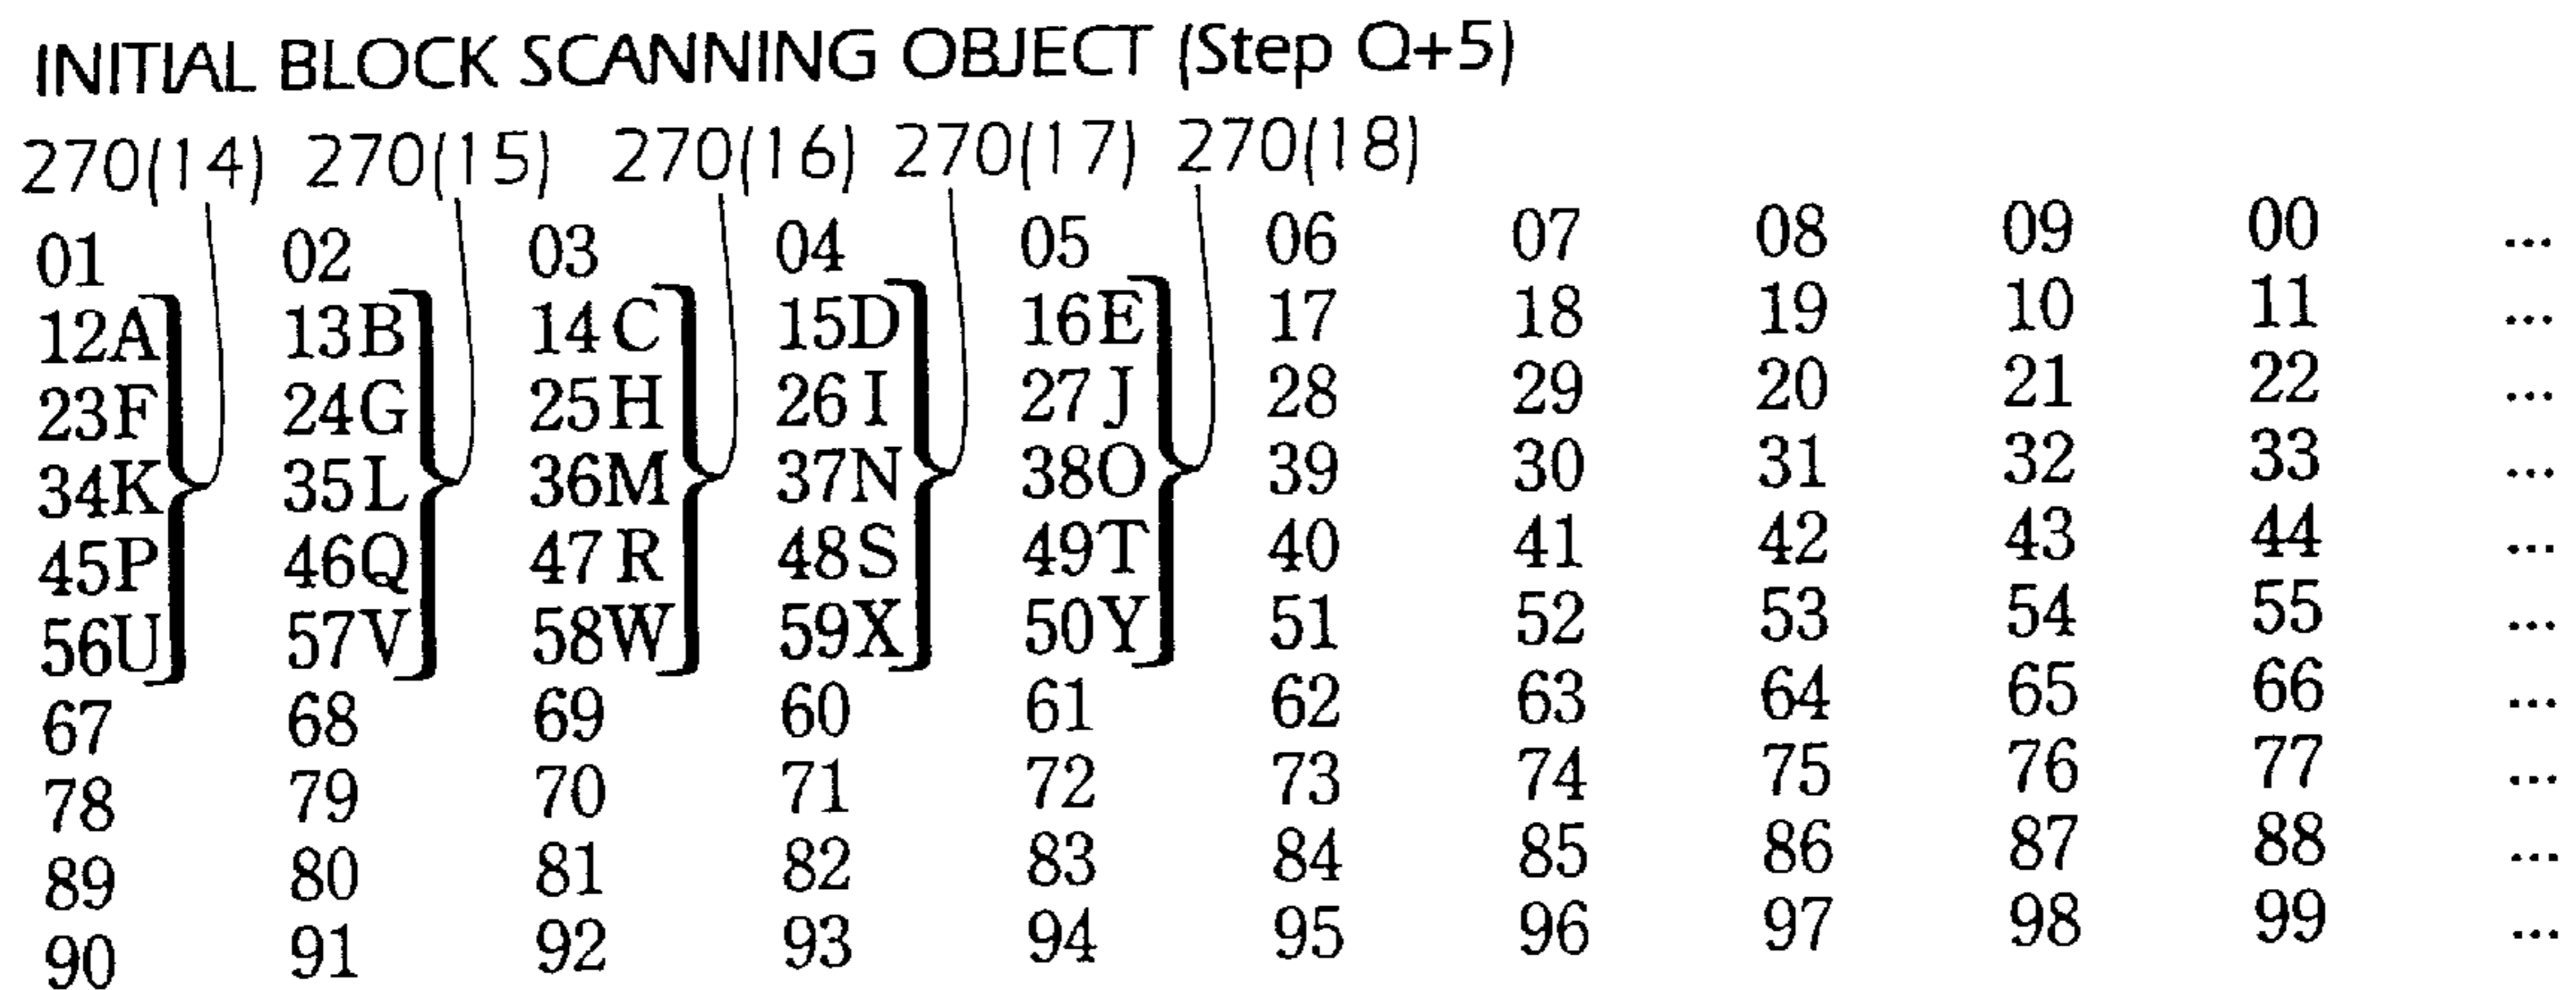 INITIAL BLOCK SCANNING OBJECT (Step Q+5)
270(14) 270(15) 270(16) 270(17) 270(18)
01 02 03 04 05 06 07 08 09 00 ...
12A 13B 14C 15D 16E 17 18 19 10 11 ...
23F 24G 25H 26I 27J 28 29 20 21 22 ...
34K 35L 36M 37N 38O 39 30 31 32 33 ...
45P 46Q 47R 48S 49T 40 41 42 43 44 ...
56U 57V 58W 59X 50Y 51 52 53 54 55 ...
67 68 69 60 61 62 63 64 65 66 ...
78 79 70 71 72 73 74 75 76 77 ...
89 80 81 82 83 84 85 86 87 88 ...
90 91 92 93 94 95 96 97 98 99 ...